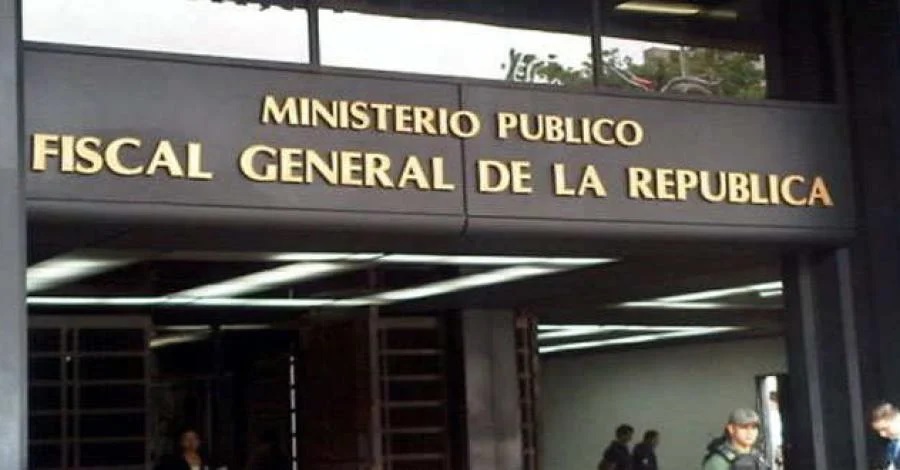 MINISTERIO PUBLICO
FISCAL GENERAL DE LA REPUBLICA